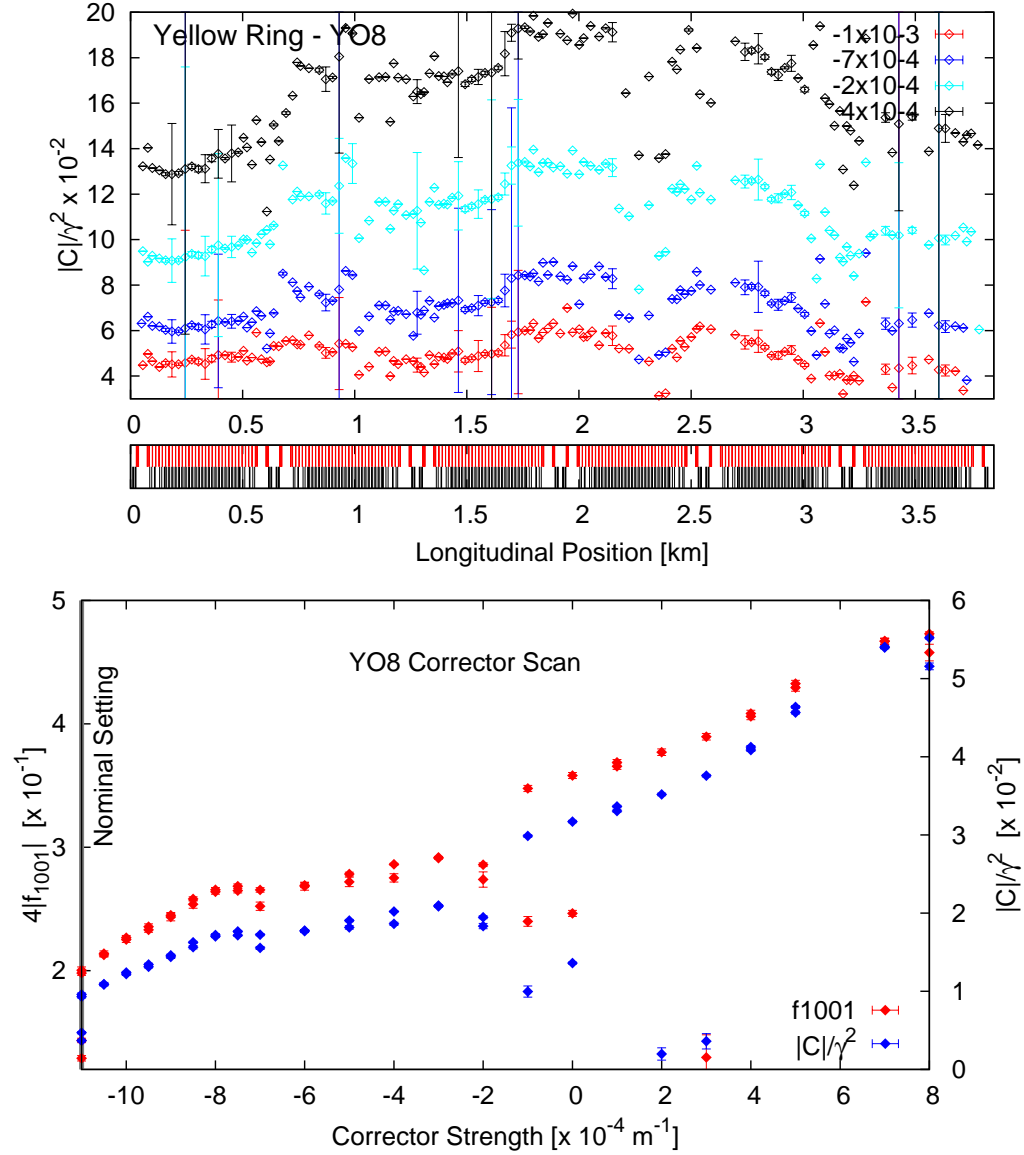 Yellow Ring - YO8
-1x10-3
-7x10-4
-2x10-4
4x10-4
20
18
16
14
12
10
8
6
4
|C|/γ² x 10⁻²
0 0.5 1 1.5 2 2.5 3 3.5
0 0.5 1 1.5 2 2.5 3 3.5
Longitudinal Position [km]
YO8 Corrector Scan
Nominal Setting
5
4
3
2
4|f₁₀₀₁| [x 10⁻¹]
6
5
4
3
2
1
0
|C|/γ² [x 10⁻²]
f1001
|C|/γ²
-10 -8 -6 -4 -2 0 2 4 6 8
Corrector Strength [x 10⁻⁴ m⁻¹]